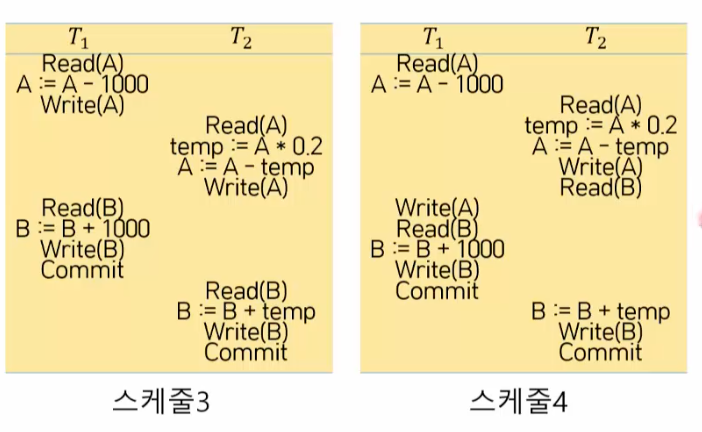 T₁ T₂
Read(A)
A := A - 1000
Write(A)
Read(A)
temp := A * 0.2
A := A - temp
Write(A)
Read(B)
B := B + 1000
Write(B)
Commit
Read(B)
B := B + temp
Write(B)
Commit
스케줄3
T₁ T₂
Read(A)
A := A - 1000
Read(A)
temp := A * 0.2
A := A - temp
Write(A)
Read(B)
Write(A)
Read(B)
B := B + 1000
Write(B)
Commit
B := B + temp
Write(B)
Commit
스케줄4